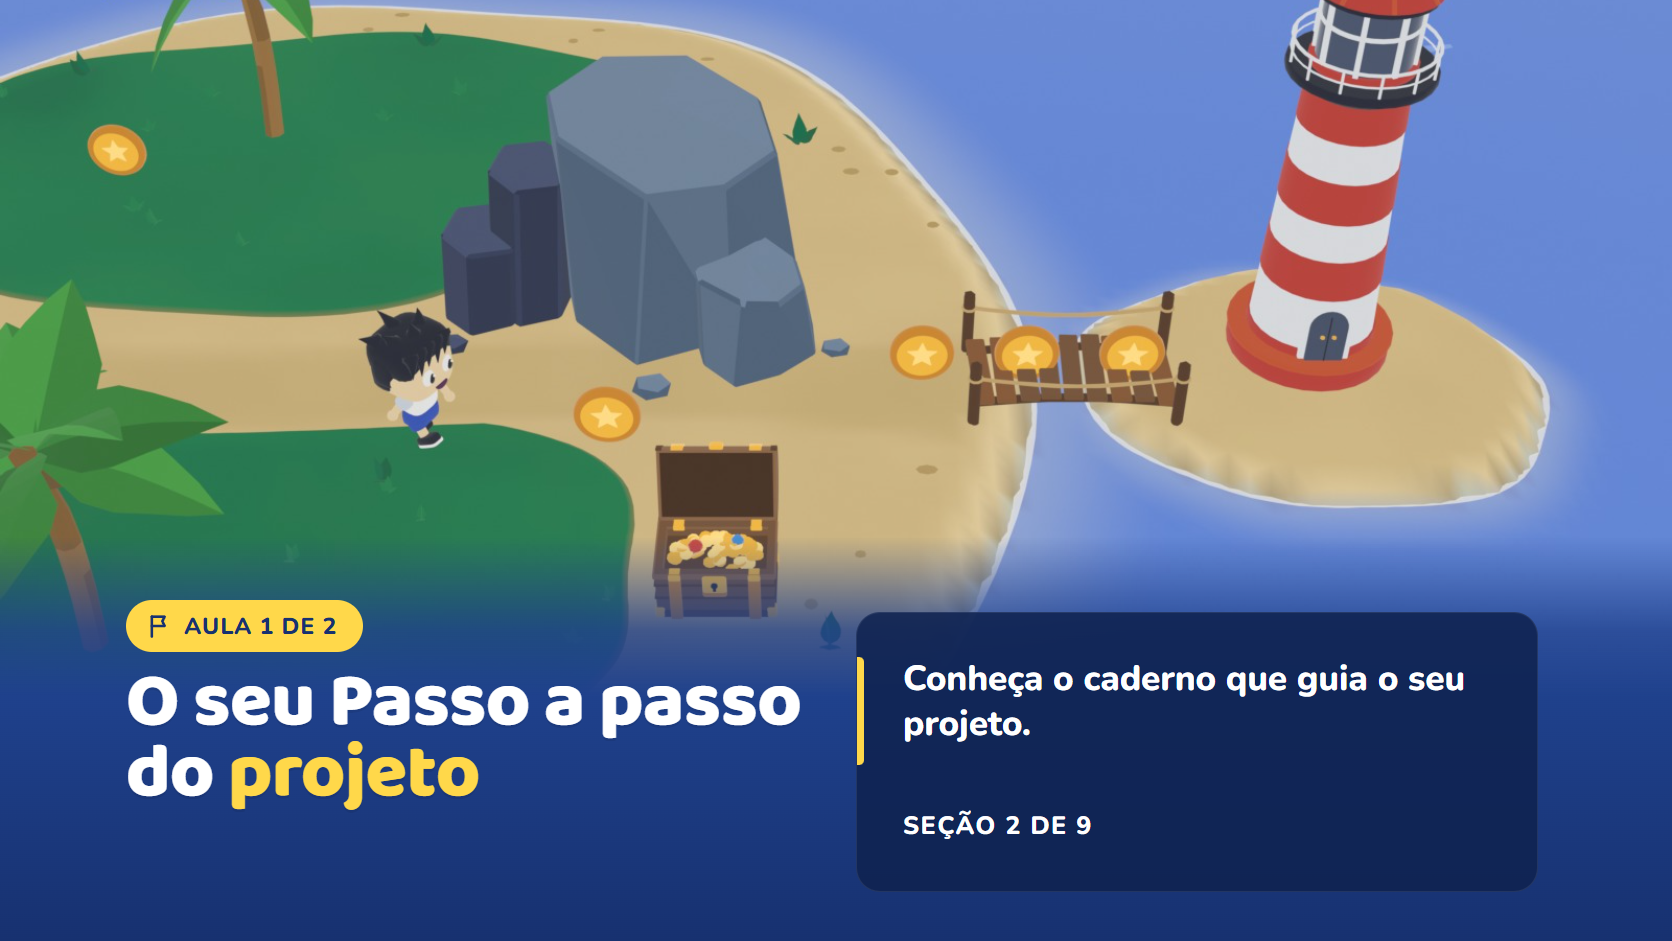 AULA 1 DE 2
O seu Passo a passo
do projeto
Conheça o caderno que guia o seu
projeto.
SEÇÃO 2 DE 9